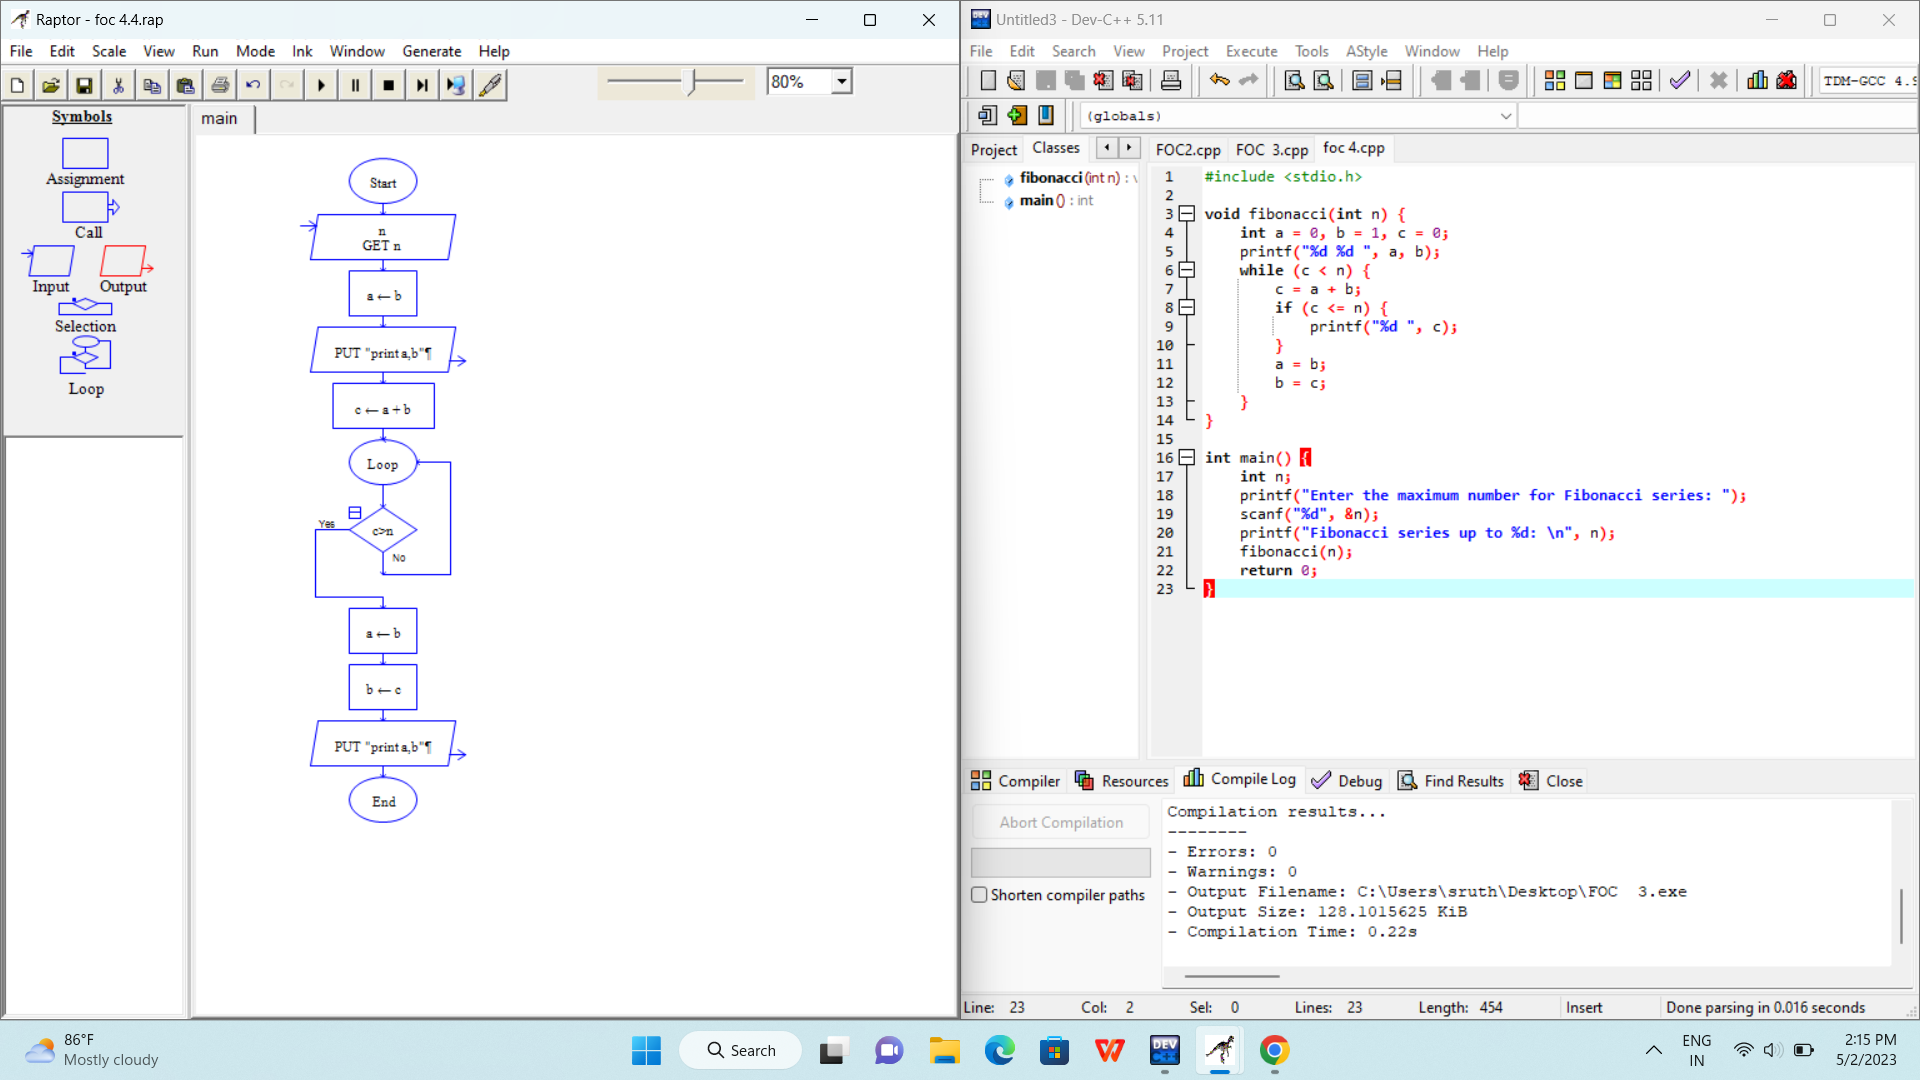 Raptor - foc 4.4.rap
File Edit Scale View Run Mode Ink Window Generate Help
80%
Symbols
Assignment
Call
Input Output
Selection
Loop
main
Start
n
GET n
a ← b
PUT "print a,b"¶
c ← a + b
Loop
Yes
c>n
No
a ← b
b ← c
PUT "print a,b"¶
End
DEV C++ Untitled3 - Dev-C++ 5.11
File Edit Search View Project Execute Tools AStyle Window Help
TDM-GCC 4.9
(globals)
Project Classes
fibonacci (int n) : v
main () : int
FOC2.cpp FOC 3.cpp foc 4.cpp
1 #include <stdio.h>
2
3 void fibonacci(int n) {
4 int a = 0, b = 1, c = 0;
5 printf("%d %d ", a, b);
6 while (c < n) {
7 c = a + b;
8 if (c <= n) {
9 printf("%d ", c);
10 }
11 a = b;
12 b = c;
13 }
14 }
15
16 int main() {
17 int n;
18 printf("Enter the maximum number for Fibonacci series: ");
19 scanf("%d", &n);
20 printf("Fibonacci series up to %d: \n", n);
21 fibonacci(n);
22 return 0;
23 }
Compiler Resources Compile Log Debug Find Results Close
Abort Compilation
Shorten compiler paths
Compilation results...
--------
- Errors: 0
- Warnings: 0
- Output Filename: C:\Users\sruth\Desktop\FOC  3.exe
- Output Size: 128.1015625 KiB
- Compilation Time: 0.22s
Line: 23 Col: 2 Sel: 0 Lines: 23 Length: 454 Insert Done parsing in 0.016 seconds
86°F
Mostly cloudy
Search
DEV C++
ENG
IN
2:15 PM
5/2/2023